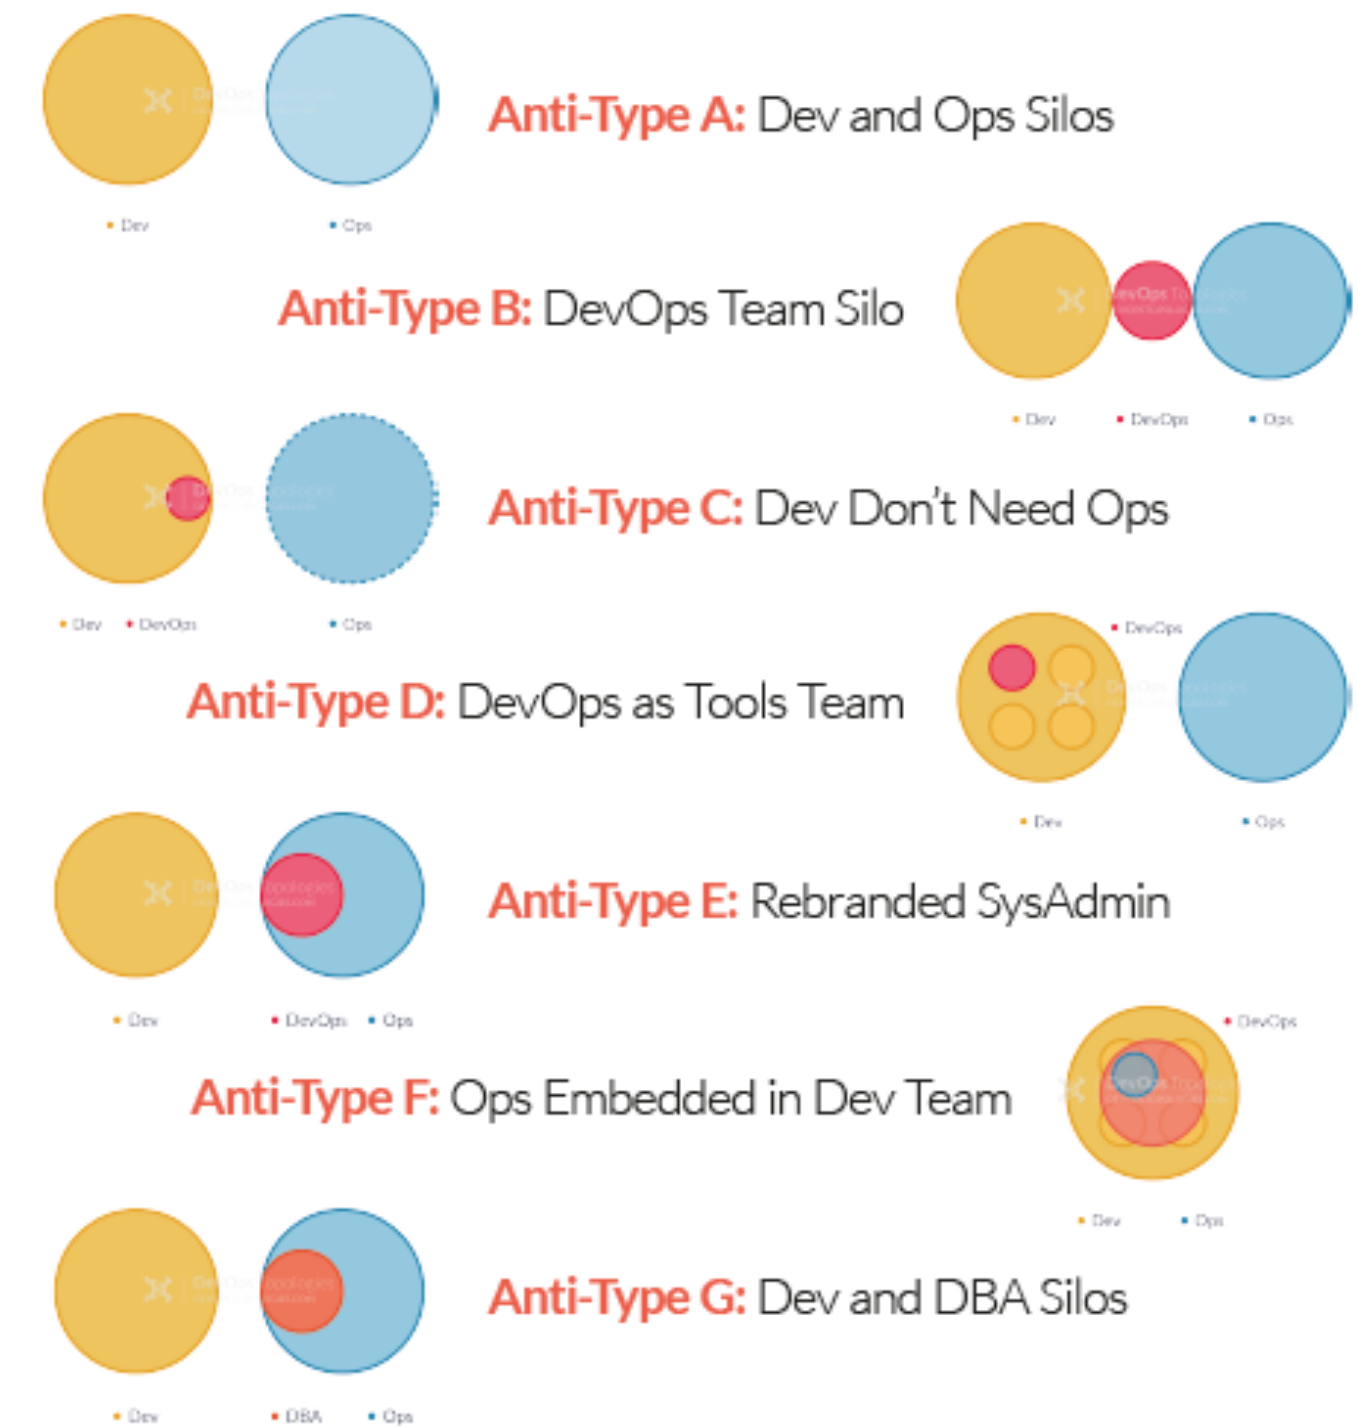 Anti-Type A: Dev and Ops Silos
Dev Ops
Anti-Type B: DevOps Team Silo
DevOps
Dev DevOps Ops
Anti-Type C: Dev Don't Need Ops
Dev DevOps Ops
DevOps
Anti-Type D: DevOps as Tools Team
Dev Ops
Anti-Type E: Rebranded SysAdmin
Dev DevOps Ops
DevOps
Anti-Type F: Ops Embedded in Dev Team
Dev Ops
Anti-Type G: Dev and DBA Silos
Dev DBA Ops